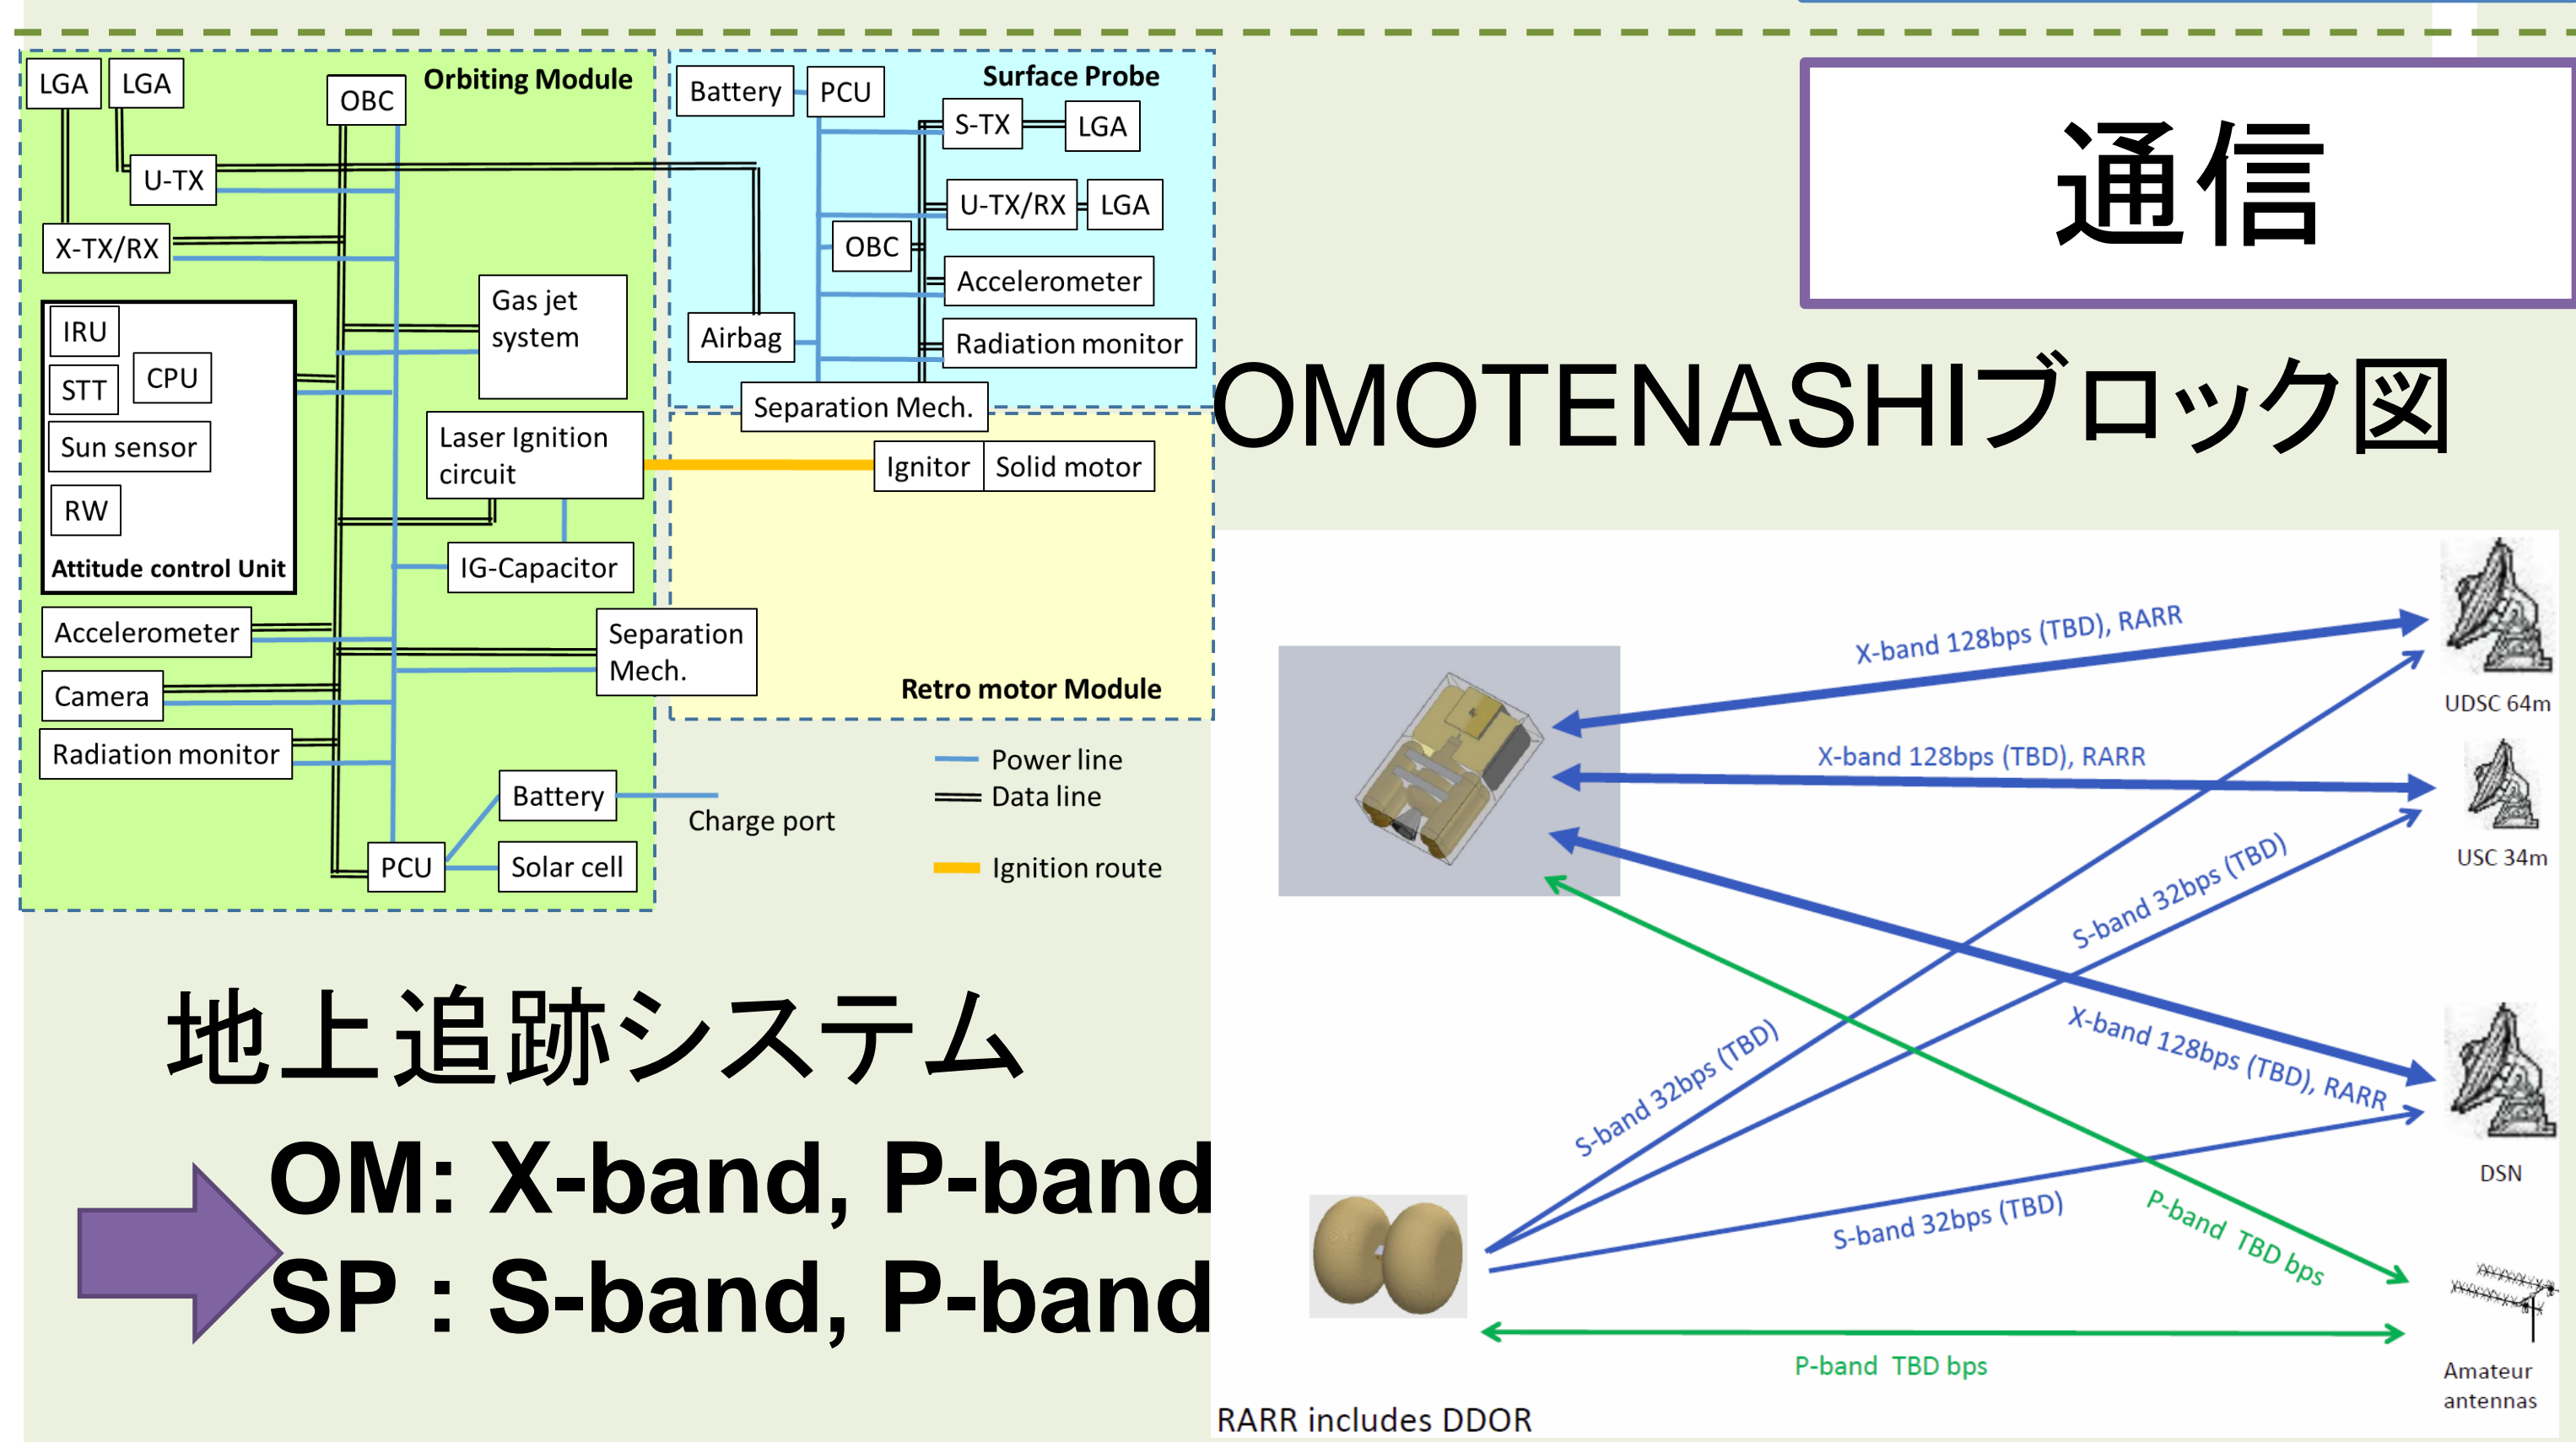 通信
OMOTENASHIブロック図
Orbiting Module
LGA
LGA
OBC
U-TX
X-TX/RX
IRU
CPU
STT
Sun sensor
RW
Attitude control Unit
Gas jet
system
Laser Ignition
circuit
IG-Capacitor
Accelerometer
Camera
Radiation monitor
Separation
Mech.
Battery
Charge port
PCU
Solar cell
Surface Probe
Battery
PCU
S-TX
LGA
U-TX/RX
LGA
OBC
Accelerometer
Airbag
Radiation monitor
Separation Mech.
Ignitor
Solid motor
Retro motor Module
Power line
Data line
Ignition route
地上追跡システム
OM: X-band, P-band
SP : S-band, P-band
X-band 128bps (TBD), RARR
UDSC 64m
X-band 128bps (TBD), RARR
USC 34m
S-band 32bps (TBD)
S-band 32bps (TBD)
X-band 128bps (TBD), RARR
DSN
S-band 32bps (TBD)
P-band TBD bps
P-band TBD bps
Amateur
antennas
RARR includes DDOR